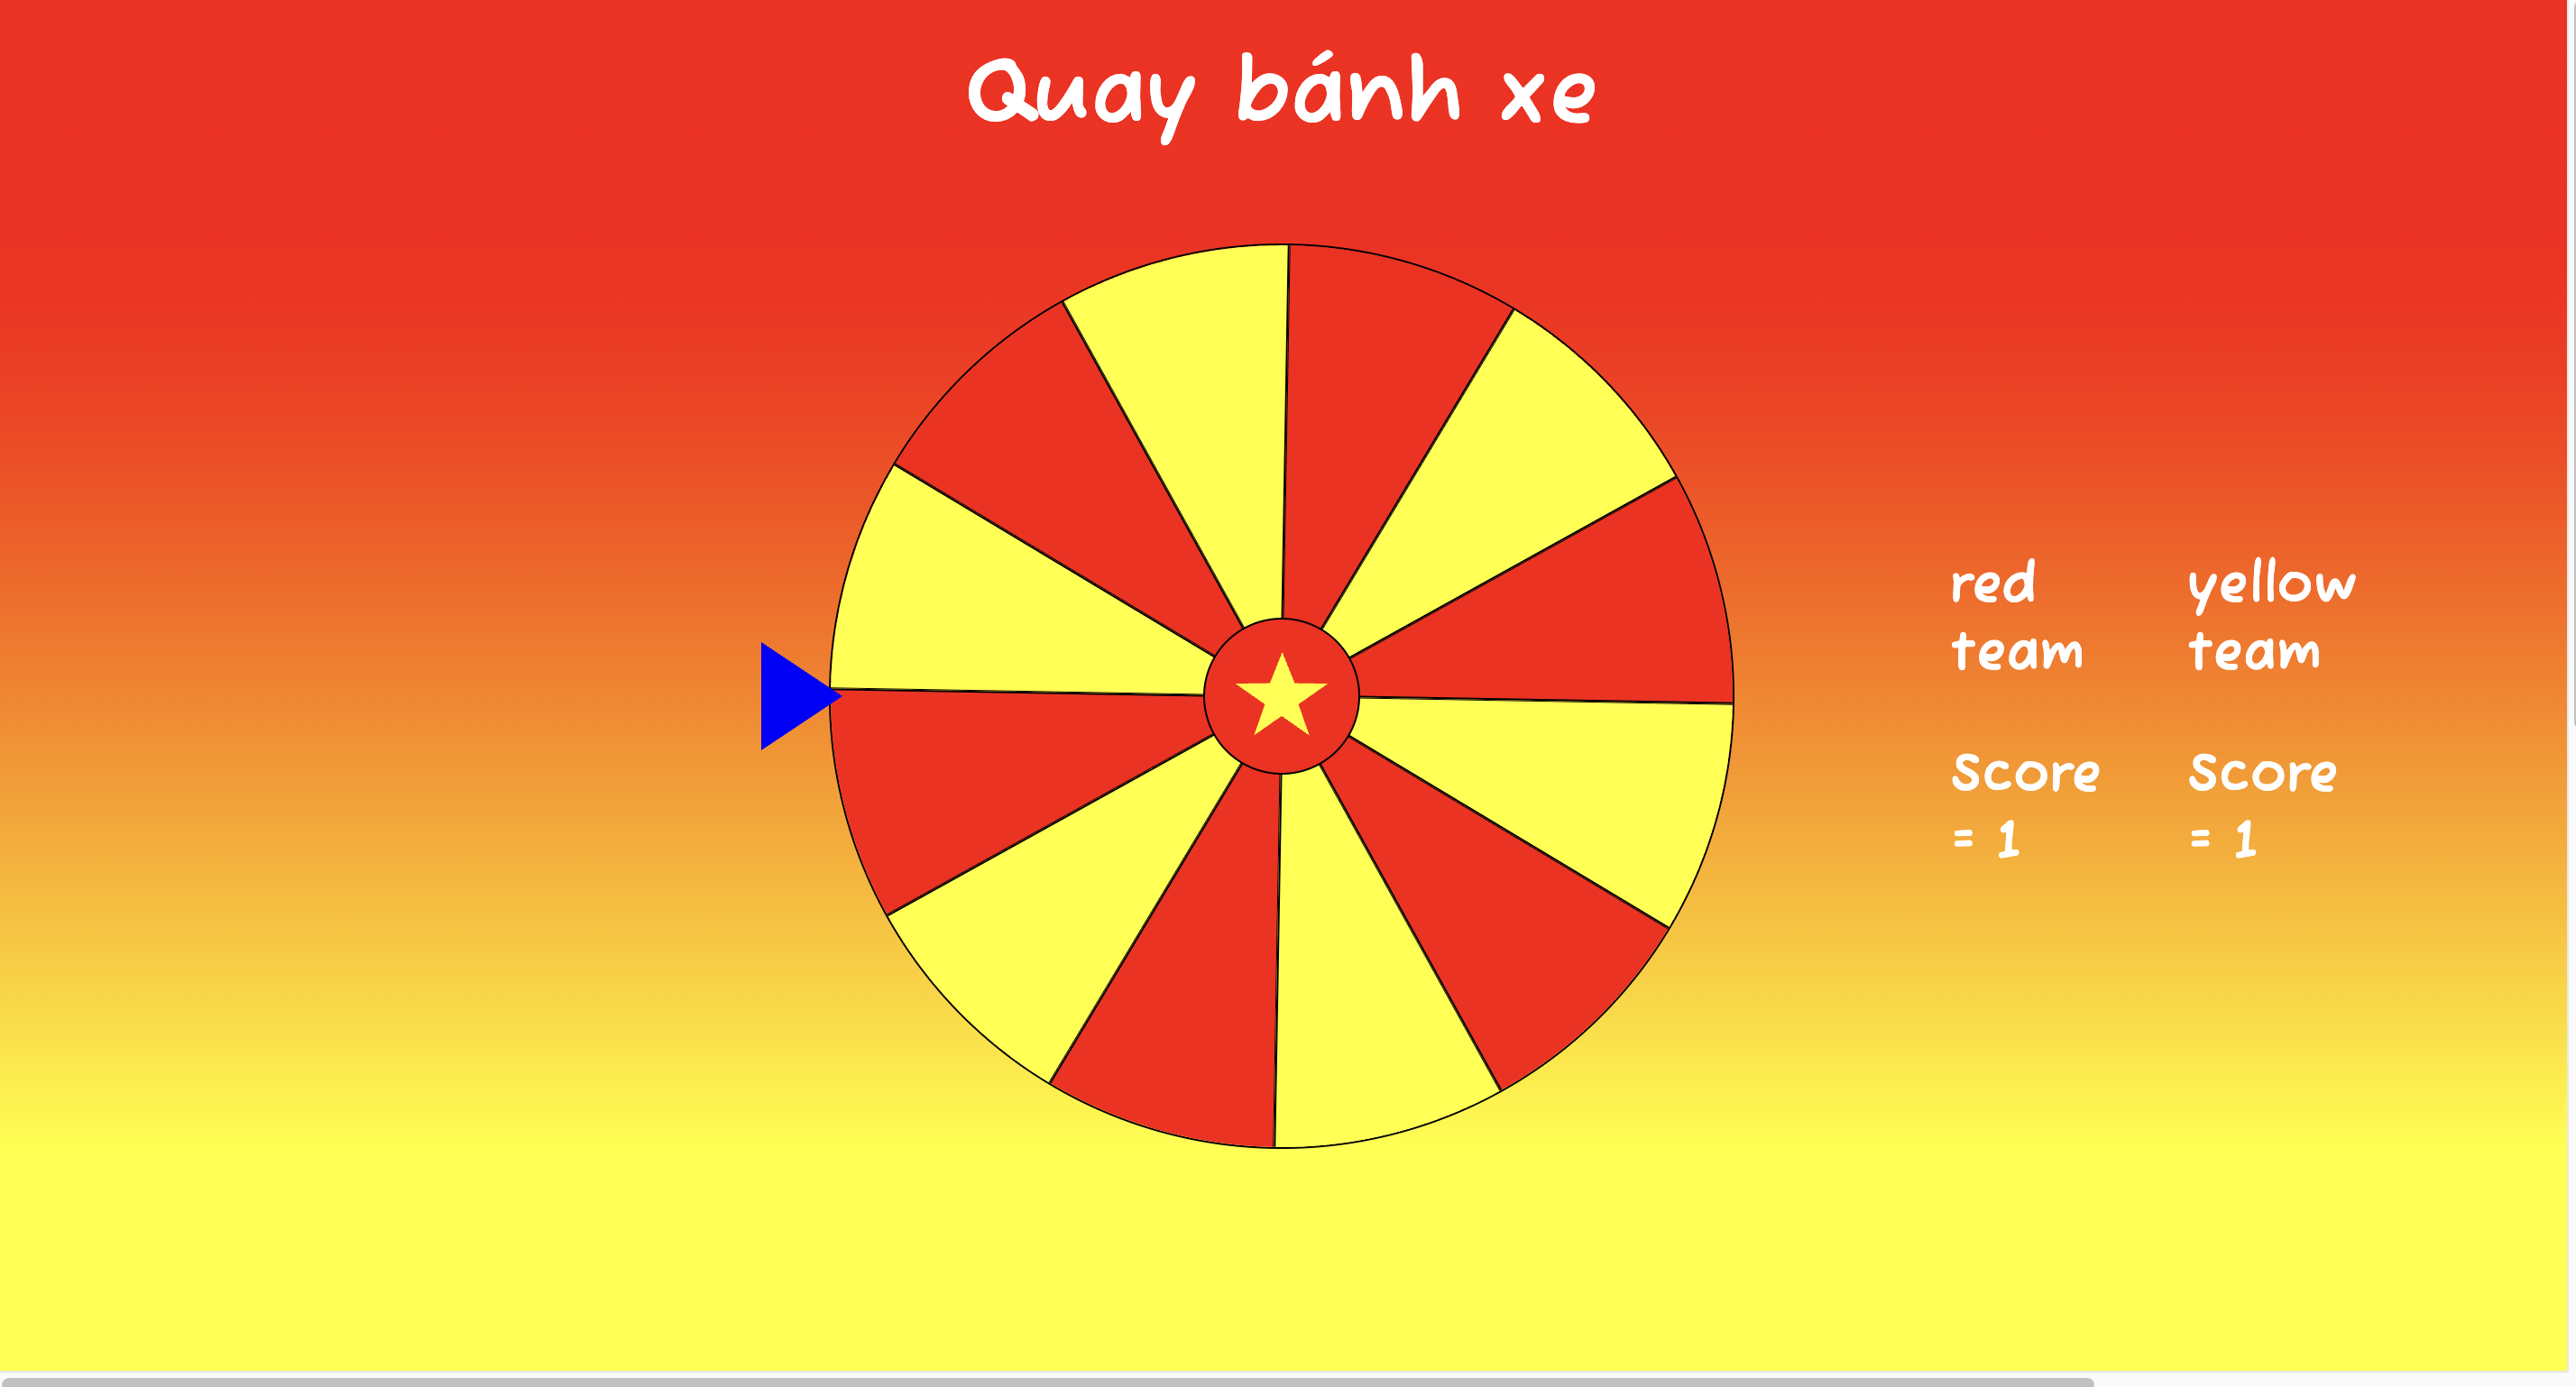 Quay bánh xe
red
team
Score
= 1
yellow
team
Score
= 1